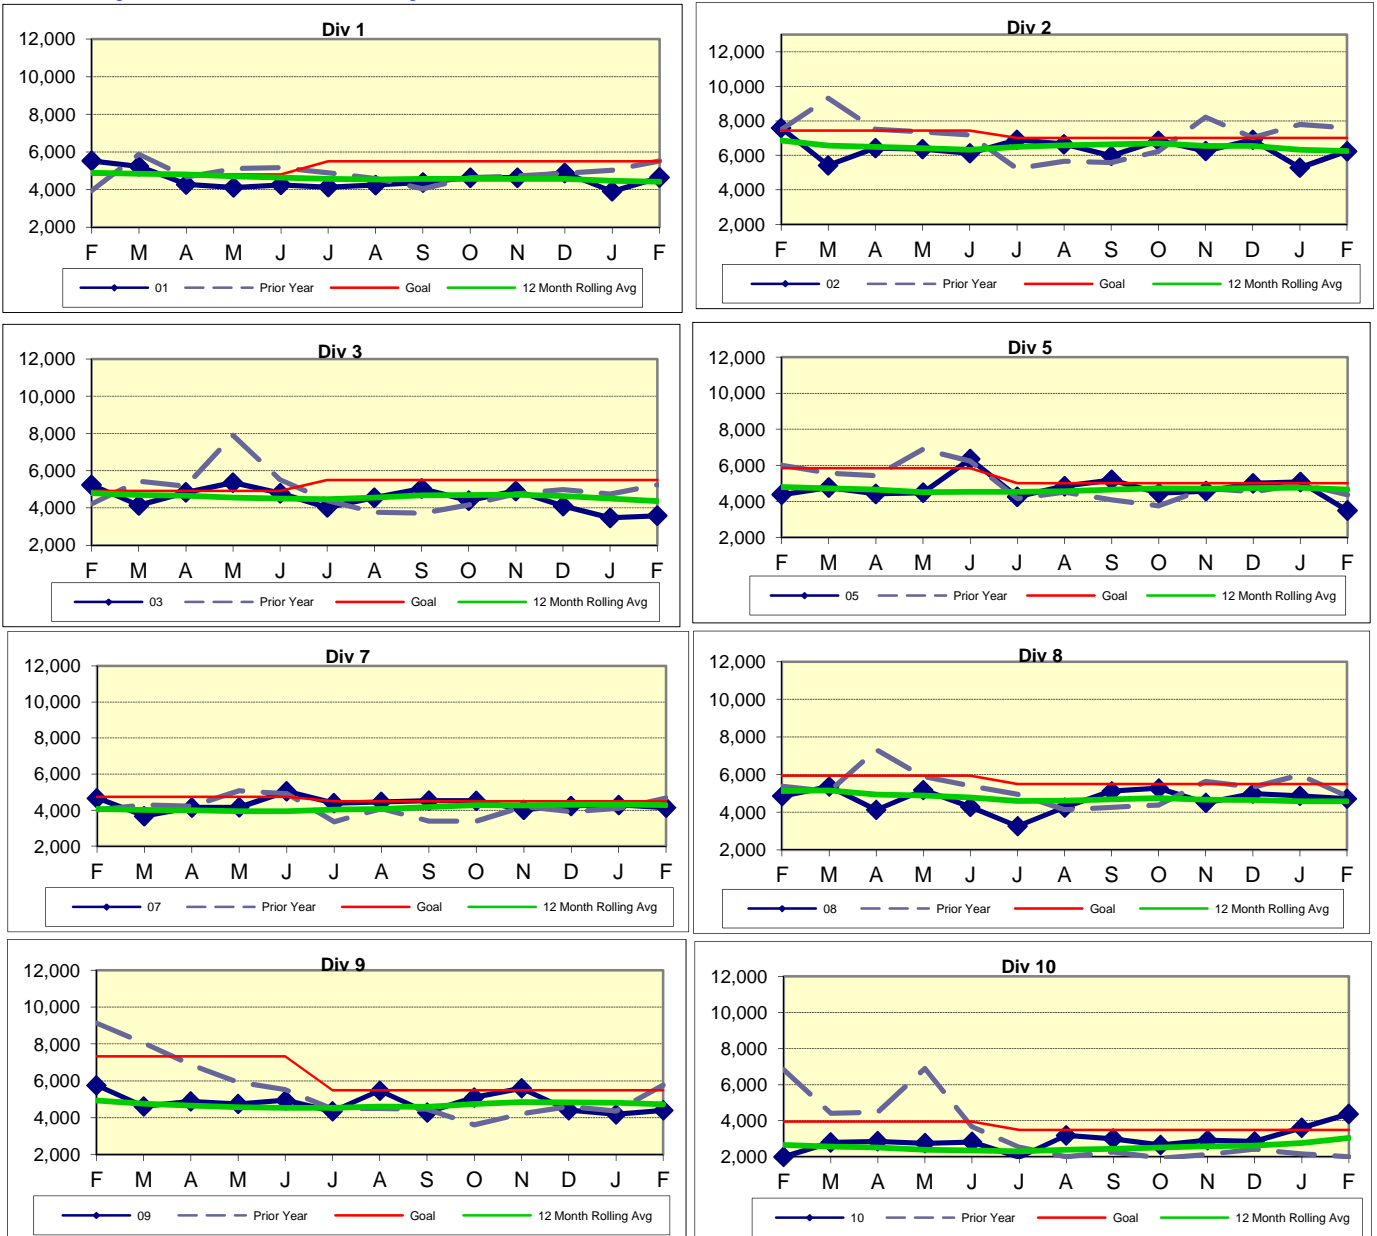 Div 1
12,000
10,000
8,000
6,000
4,000
2,000
F M A M J J A S O N D J F
01 Prior Year Goal 12 Month Rolling Avg
Div 2
12,000
10,000
8,000
6,000
4,000
2,000
F M A M J J A S O N D J F
02 Prior Year Goal 12 Month Rolling Avg
Div 3
12,000
10,000
8,000
6,000
4,000
2,000
F M A M J J A S O N D J F
03 Prior Year Goal 12 Month Rolling Avg
Div 5
12,000
10,000
8,000
6,000
4,000
2,000
F M A M J J A S O N D J F
05 Prior Year Goal 12 Month Rolling Avg
Div 7
12,000
10,000
8,000
6,000
4,000
2,000
F M A M J J A S O N D J F
07 Prior Year Goal 12 Month Rolling Avg
Div 8
12,000
10,000
8,000
6,000
4,000
2,000
F M A M J J A S O N D J F
08 Prior Year Goal 12 Month Rolling Avg
Div 9
12,000
10,000
8,000
6,000
4,000
2,000
F M A M J J A S O N D J F
09 Prior Year Goal 12 Month Rolling Avg
Div 10
12,000
10,000
8,000
6,000
4,000
2,000
F M A M J J A S O N D J F
10 Prior Year Goal 12 Month Rolling Avg